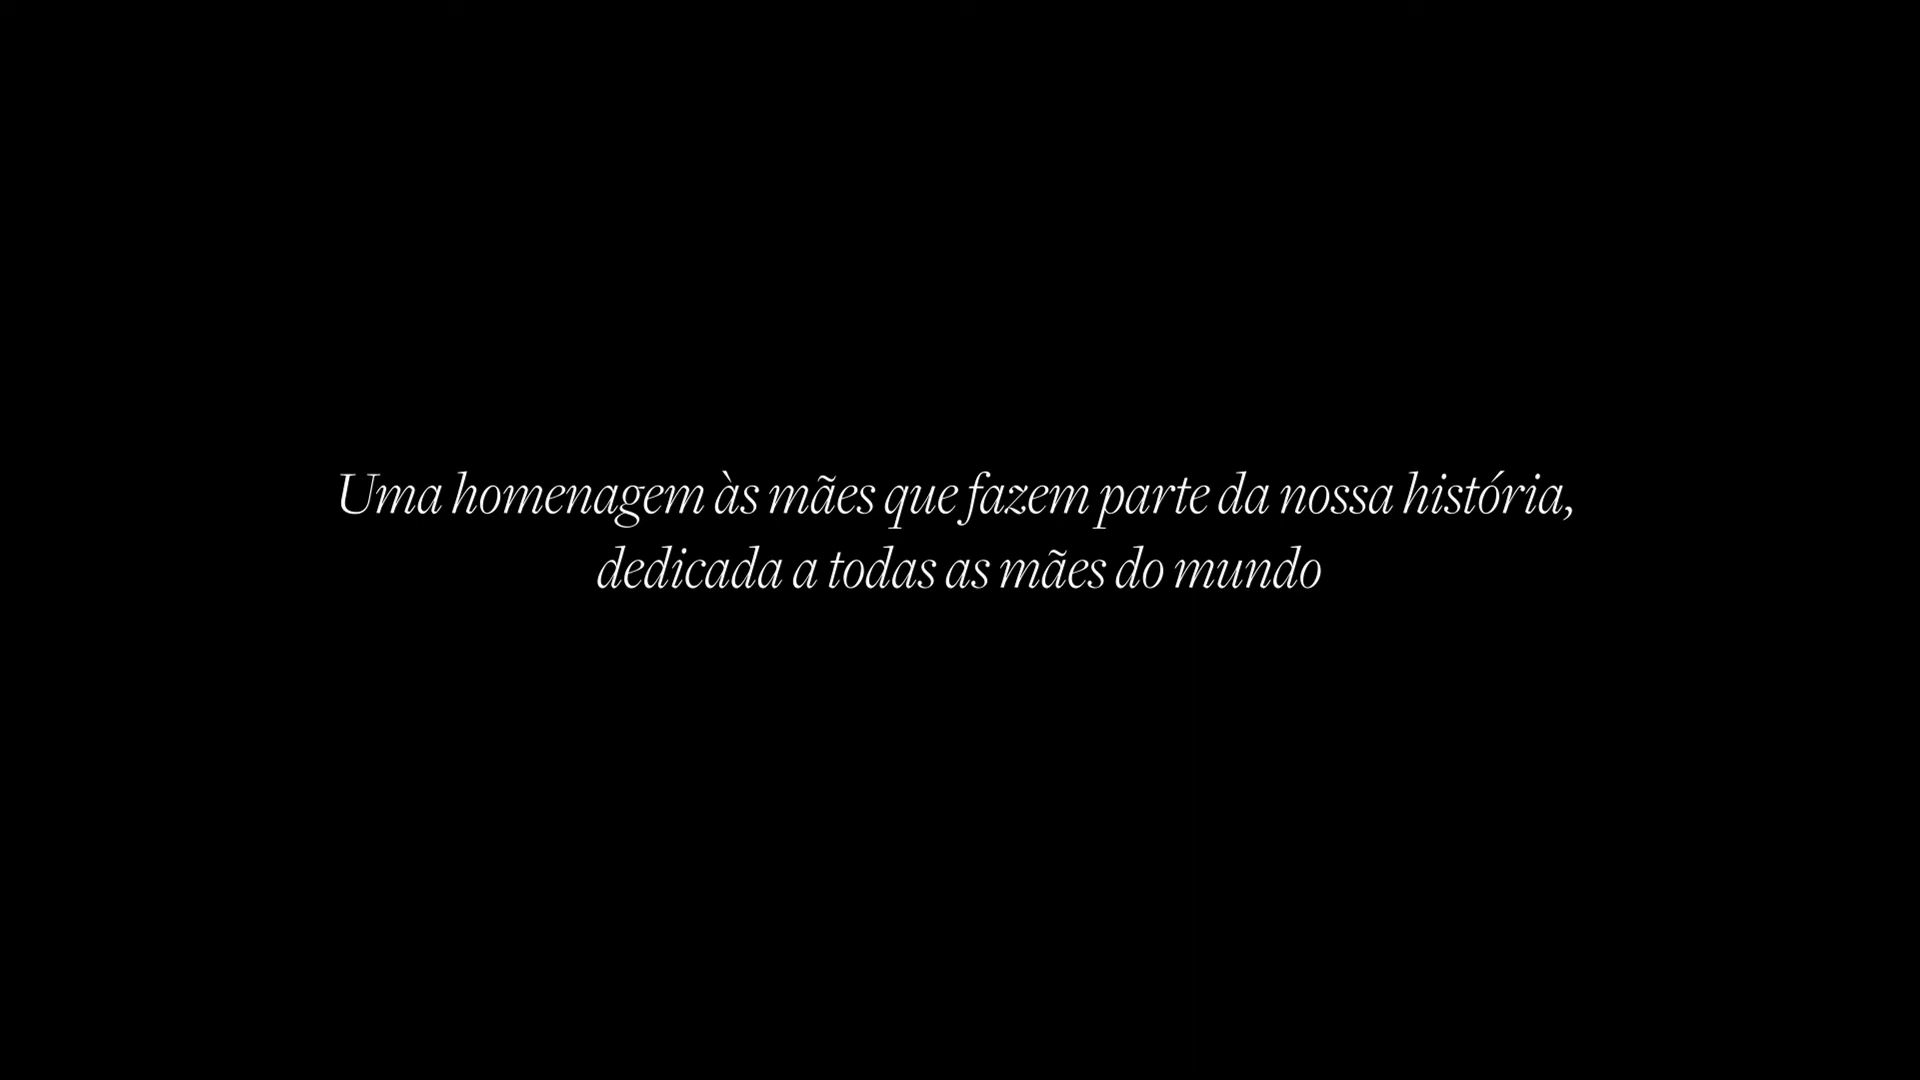 Uma homenagem às mães que fazem parte da nossa história,
dedicada a todas as mães do mundo